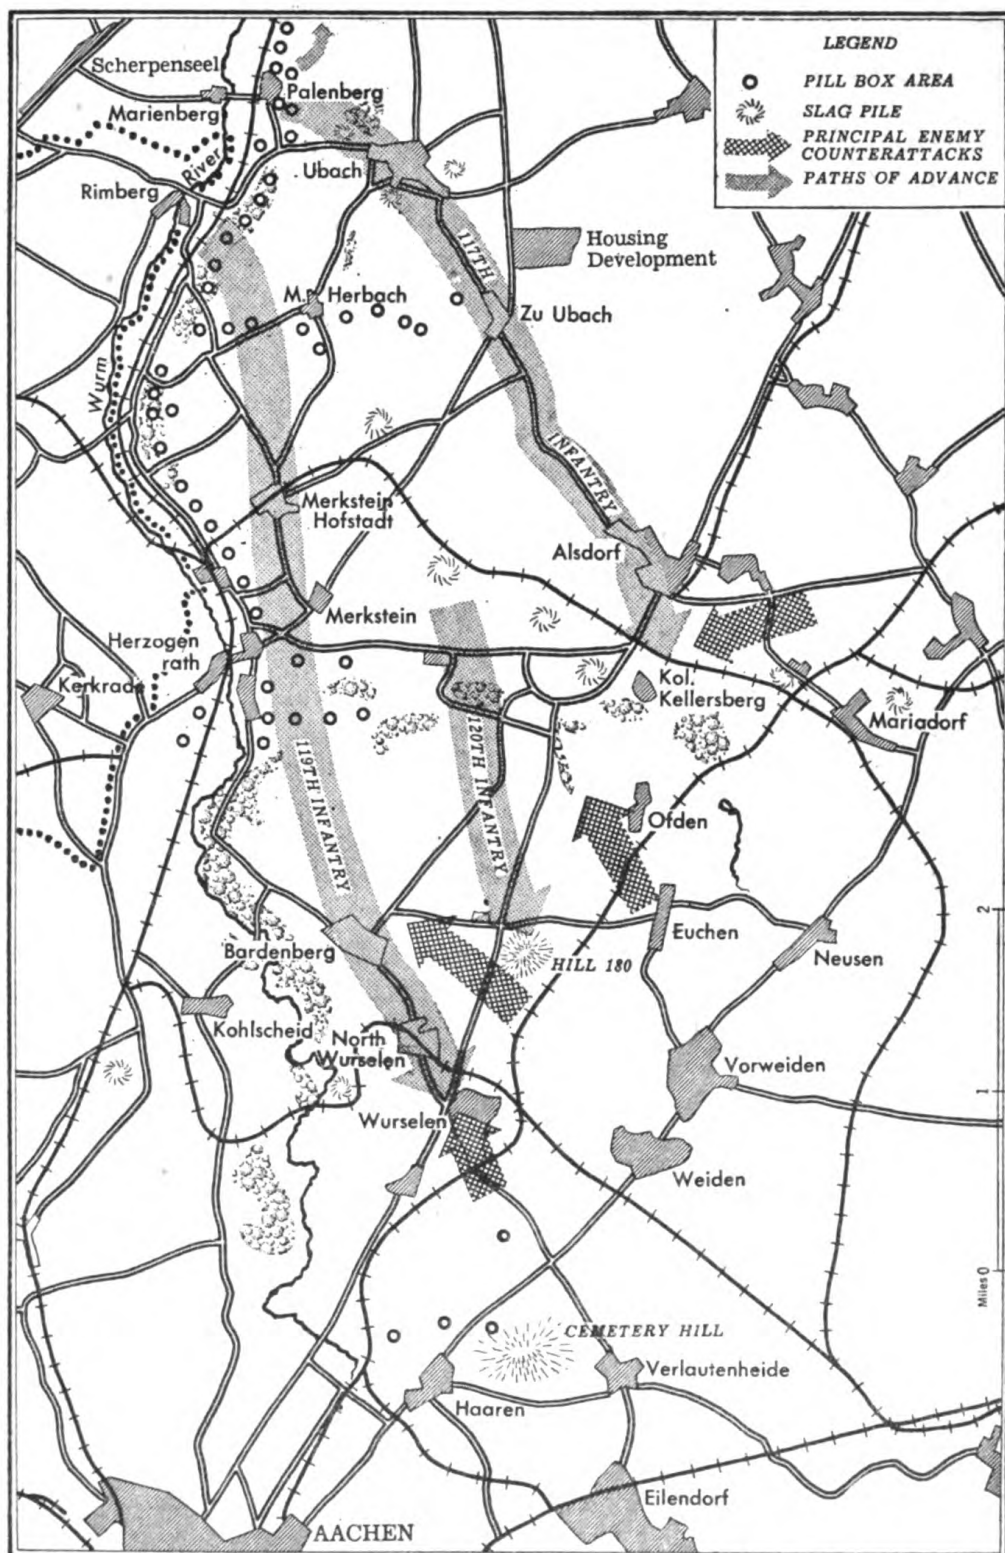 LEGEND
PILL BOX AREA
SLAG PILE
PRINCIPAL ENEMY
COUNTERATTACKS
PATHS OF ADVANCE
Scherpenseel
Palenberg
Marienberg
River
Ubach
Rimberg
117TH
Housing
Development
M. Herbach
Zu Ubach
Wurm
INFANTRY
Merkstein
Hofstadt
Alsdorf
Merkstein
Herzogen
rath
Kerkrade
Kol.
Kellersberg
Mariadorf
119TH INFANTRY
120TH INFANTRY
Ofden
2
Euchen
Bardenberg
HILL 180
Neusen
Kohlscheid
North
Wurselen
Vorweiden
1
Wurselen
Weiden
Miles 0
CEMETERY HILL
Verlautenheide
Haaren
Eilendorf
AACHEN